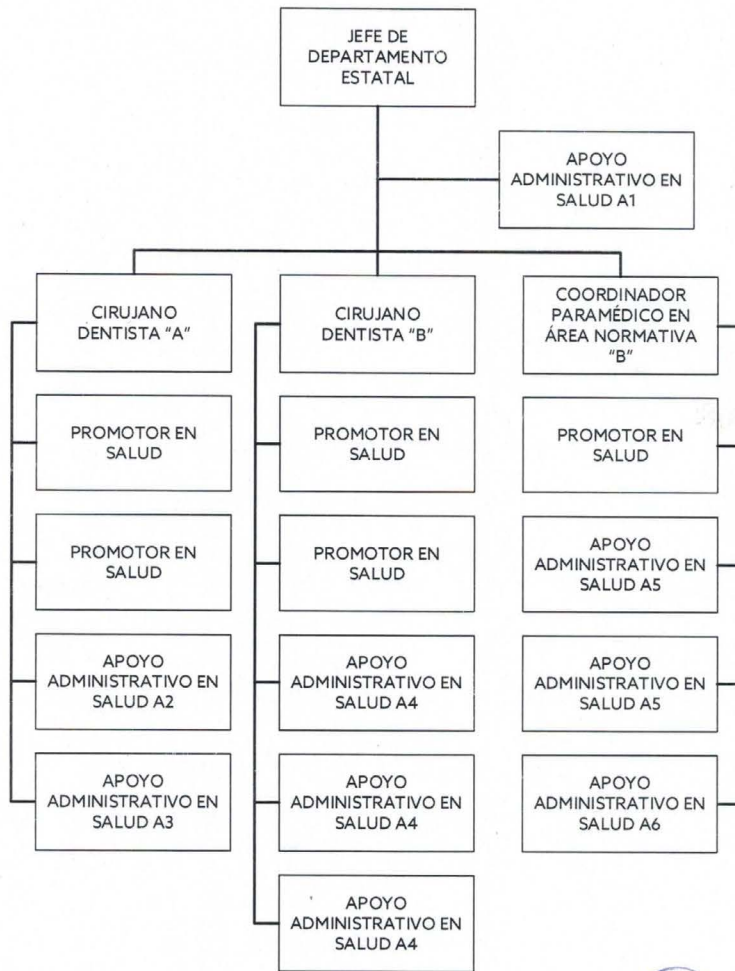 JEFE DE
DEPARTAMENTO
ESTATAL
APOYO
ADMINISTRATIVO EN
SALUD A1
CIRUJANO
DENTISTA "A"
PROMOTOR EN
SALUD
PROMOTOR EN
SALUD
APOYO
ADMINISTRATIVO EN
SALUD A2
APOYO
ADMINISTRATIVO EN
SALUD A3
CIRUJANO
DENTISTA "B"
PROMOTOR EN
SALUD
PROMOTOR EN
SALUD
APOYO
ADMINISTRATIVO EN
SALUD A4
APOYO
ADMINISTRATIVO EN
SALUD A4
APOYO
ADMINISTRATIVO EN
SALUD A4
COORDINADOR
PARAMÉDICO EN
ÁREA NORMATIVA
"B"
PROMOTOR EN
SALUD
APOYO
ADMINISTRATIVO EN
SALUD A5
APOYO
ADMINISTRATIVO EN
SALUD A5
APOYO
ADMINISTRATIVO EN
SALUD A6